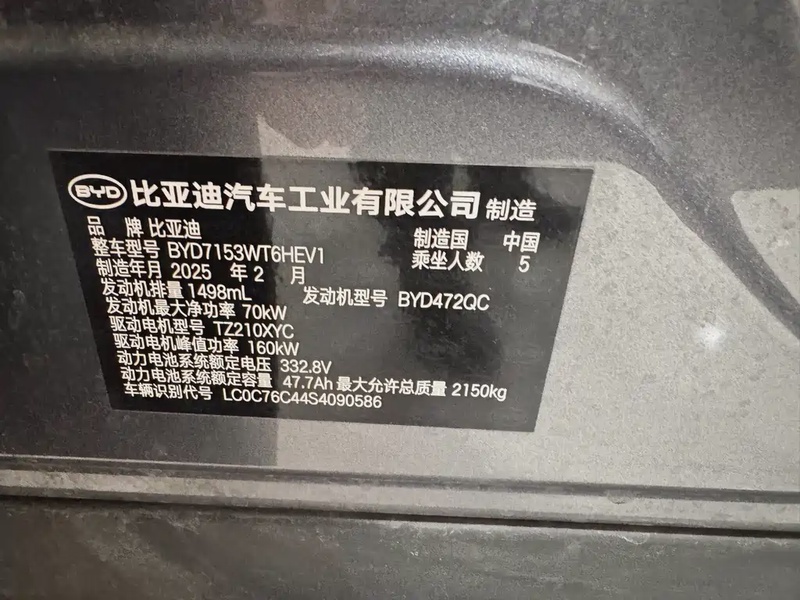 BYD 比亚迪汽车工业有限公司 制造
品 牌 比亚迪 制造国 中国
整车型号 BYD7153WT6HEV1 乘坐人数 5
制造年月 2025 年 2 月
发动机排量 1498mL 发动机型号 BYD472QC
发动机最大净功率 70kW
驱动电机型号 TZ210XYC
驱动电机峰值功率 160kW
动力电池系统额定电压 332.8V
动力电池系统额定容量 47.7Ah 最大允许总质量 2150kg
车辆识别代号 LC0C76C44S4090586